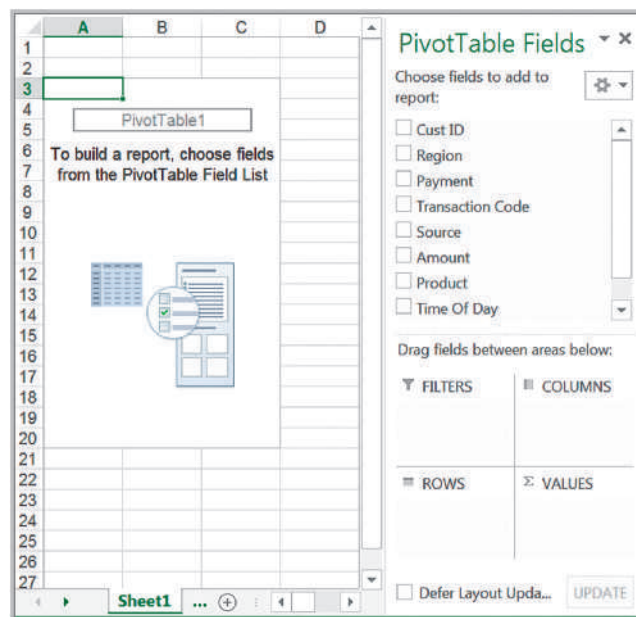 A B C D
1
2
3
4
5
6
7
8
9
10
11
12
13
14
15
16
17
18
19
20
21
22
23
24
25
26
27
PivotTable1
To build a report, choose fields
from the PivotTable Field List
Sheet1 ...
PivotTable Fields
Choose fields to add to
report:
Cust ID
Region
Payment
Transaction Code
Source
Amount
Product
Time Of Day
Drag fields between areas below:
FILTERS
COLUMNS
ROWS
Σ VALUES
Defer Layout Upda... UPDATE